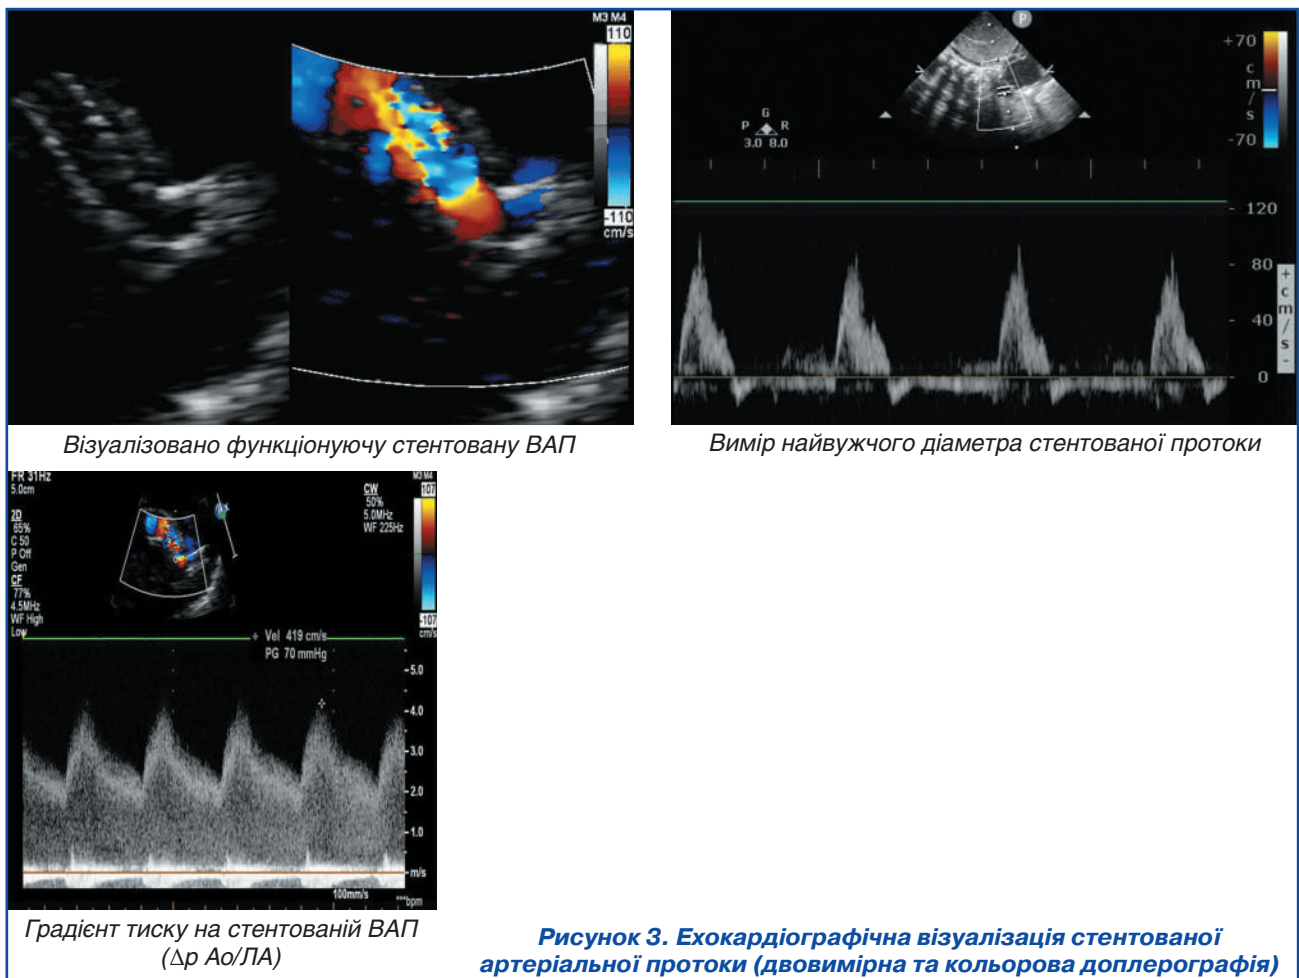 M3 M4
110
-110
cm/s
Візуалізовано функціонуючу стентовану ВАП
P
+70
c
m
/
s
-70
G
P R
3.0 8.0
120
80
40
0
+
c
m
/
s
-
Вимір найвужчого діаметра стентованої протоки
FR 31Hz
5.0cm
2D
65%
C 50
P Off
Gen
CF
77%
4.5MHz
WF High
Low
CW
50%
5.0MHz
WF 225Hz
M3 M4
107
-107
cm/s
Vel 419 cm/s
PG 70 mmHg
-5.0
-4.0
-3.0
-2.0
-1.0
m/s
100mm/s
***bpm
Градієнт тиску на стентованій ВАП
(Δp Ao/ЛА)
Рисунок 3. Ехокардіографічна візуалізація стентованої
артеріальної протоки (двовимірна та кольорова доплерографія)